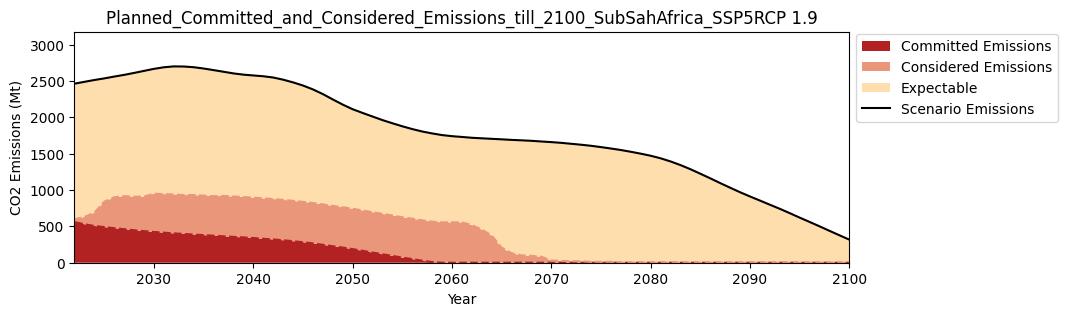 Planned_Committed_and_Considered_Emissions_till_2100_SubSahAfrica_SSP5RCP 1.9
CO2 Emissions (Mt)
3000
2500
2000
1500
1000
500
0
2030
2040
2050
2060
2070
2080
2090
2100
Year
Committed Emissions
Considered Emissions
Expectable
Scenario Emissions